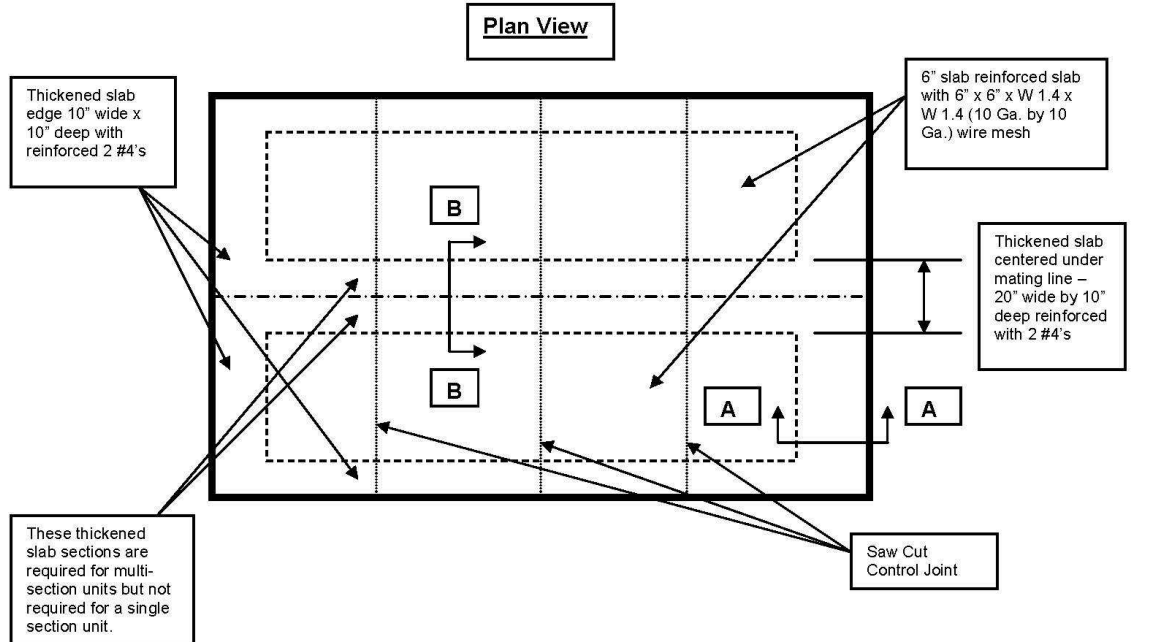 Plan View
Thickened slab
edge 10” wide x
10” deep with
reinforced 2 #4’s
6” slab reinforced slab
with 6” x 6” x W 1.4 x
W 1.4 (10 Ga. by 10
Ga.) wire mesh
B
Thickened slab
centered under
mating line –
20” wide by 10”
deep reinforced
with 2 #4’s
B
A
A
These thickened
slab sections are
required for multi-
section units but not
required for a single
section unit.
Saw Cut
Control Joint